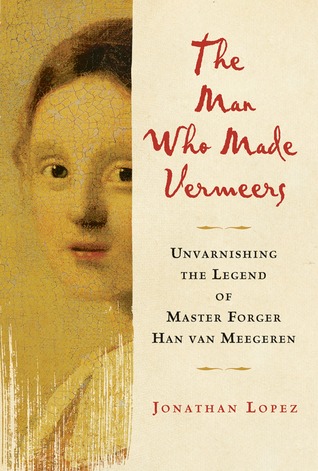 The
Man
Who Made
Vermeers
Unvarnishing
the Legend
of
Master Forger
Han van Meegeren
Jonathan Lopez